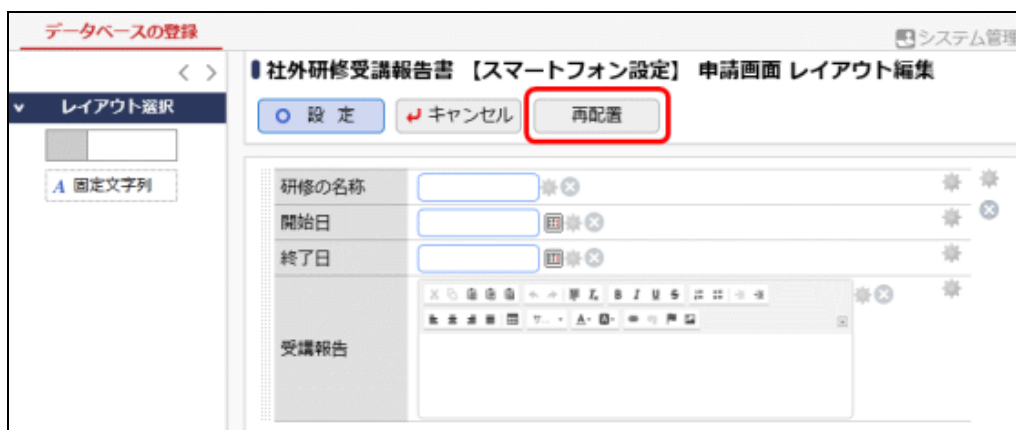 データベースの登録
システム管理
レイアウト選択
A 固定文字列
社外研修受講報告書 【スマートフォン設定】 申請画面 レイアウト編集
設 定
キャンセル
再配置
研修の名称
開始日
終了日
受講報告